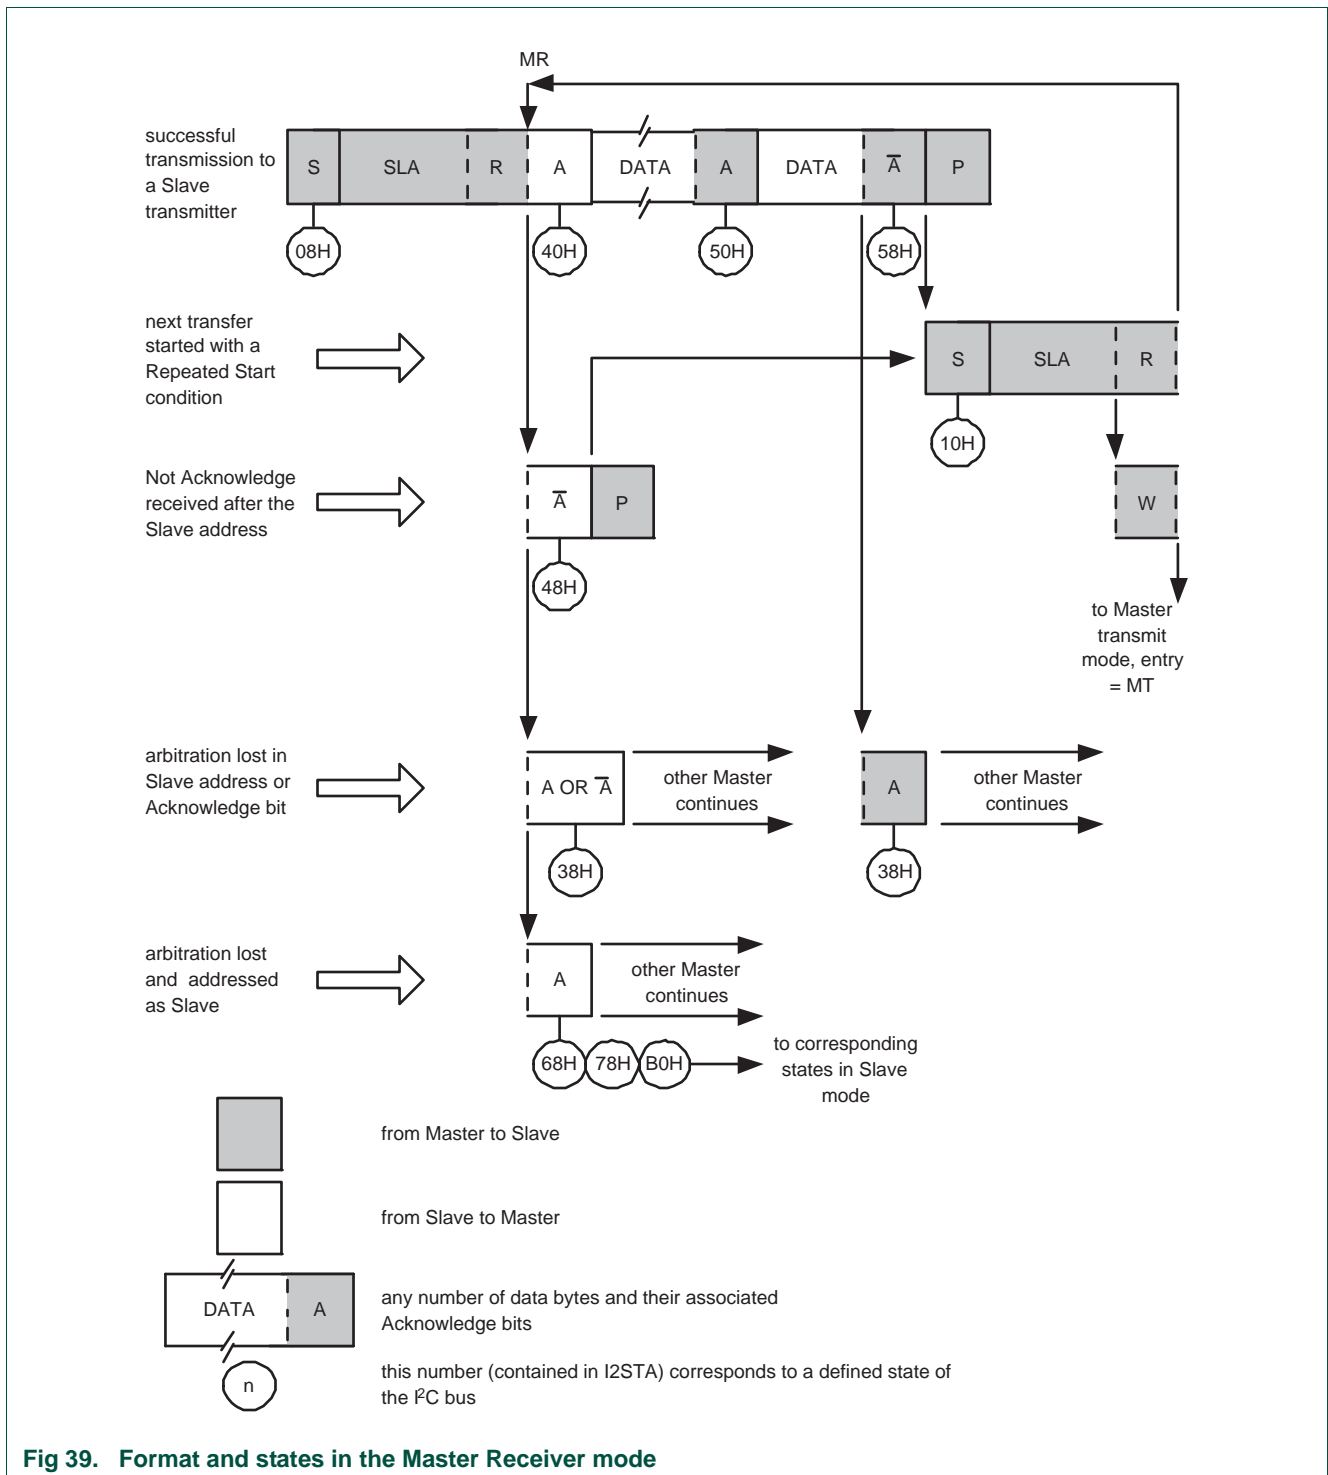 MR
successful
transmission to
a Slave
transmitter
S SLA R A DATA A DATA A̅ P
08H 40H 50H 58H
next transfer
started with a
Repeated Start
condition
S SLA R
10H
Not Acknowledge
received after the
Slave address
A̅ P
W
48H
to Master
transmit
mode, entry
= MT
arbitration lost in
Slave address or
Acknowledge bit
A OR A̅
other Master
continues
A
other Master
continues
38H 38H
arbitration lost
and addressed
as Slave
A
other Master
continues
68H 78H B0H
to corresponding
states in Slave
mode
from Master to Slave
from Slave to Master
DATA A
any number of data bytes and their associated
Acknowledge bits
n
this number (contained in I2STA) corresponds to a defined state of
the I²C bus
Fig 39. Format and states in the Master Receiver mode